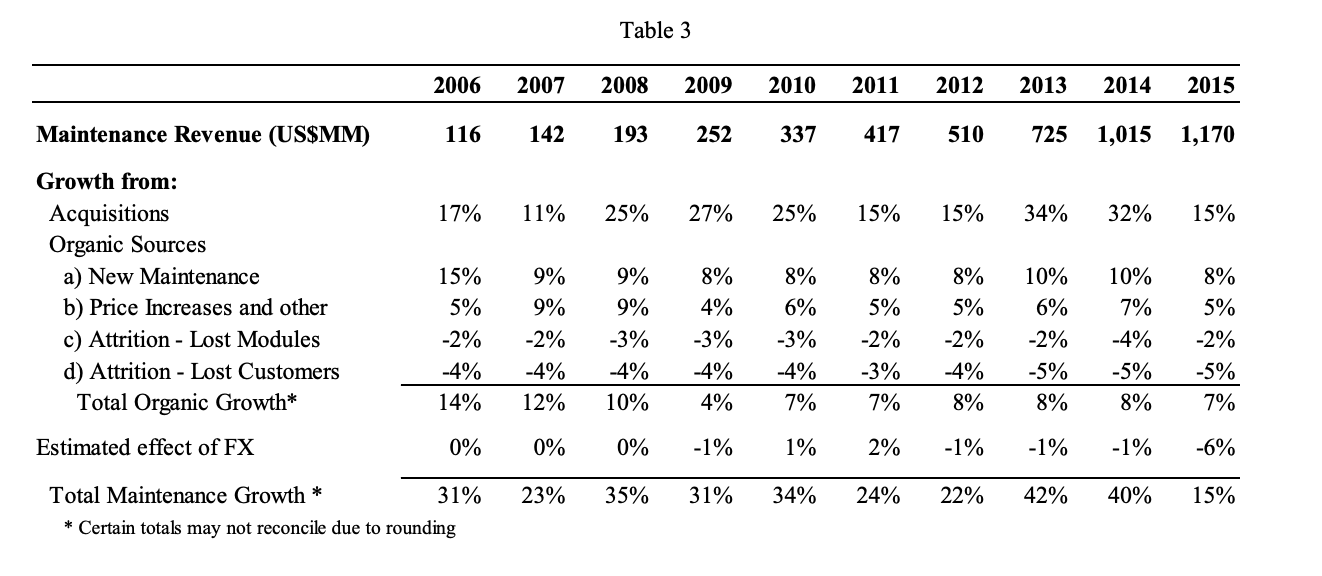 Table 3
2006 2007 2008 2009 2010 2011 2012 2013 2014 2015
Maintenance Revenue (US$MM) 116 142 193 252 337 417 510 725 1,015 1,170
Growth from:
Acquisitions 17% 11% 25% 27% 25% 15% 15% 34% 32% 15%
Organic Sources
a) New Maintenance 15% 9% 9% 8% 8% 8% 8% 10% 10% 8%
b) Price Increases and other 5% 9% 9% 4% 6% 5% 5% 6% 7% 5%
c) Attrition - Lost Modules -2% -2% -3% -3% -3% -2% -2% -2% -4% -2%
d) Attrition - Lost Customers -4% -4% -4% -4% -4% -3% -4% -5% -5% -5%
Total Organic Growth* 14% 12% 10% 4% 7% 7% 8% 8% 8% 7%
Estimated effect of FX 0% 0% 0% -1% 1% 2% -1% -1% -1% -6%
Total Maintenance Growth * 31% 23% 35% 31% 34% 24% 22% 42% 40% 15%
* Certain totals may not reconcile due to rounding